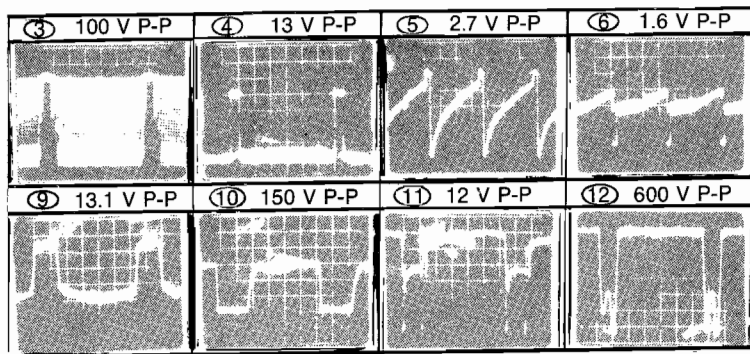 ③ 100 V P-P ④ 13 V P-P ⑤ 2.7 V P-P ⑥ 1.6 V P-P
⑨ 13.1 V P-P ⑩ 150 V P-P ⑪ 12 V P-P ⑫ 600 V P-P